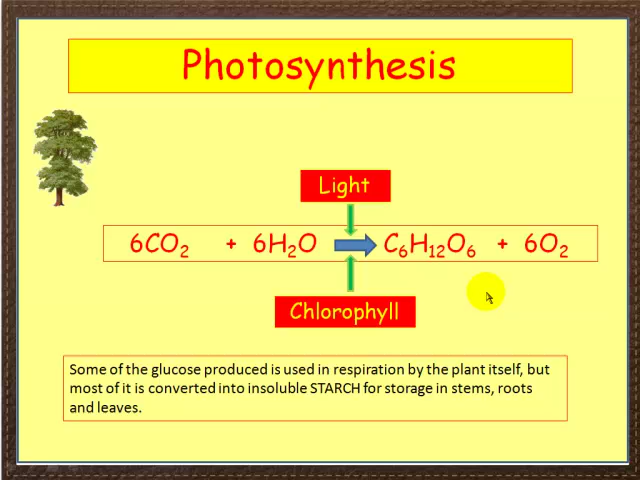 Photosynthesis
Light
6CO₂ + 6H₂O C₆H₁₂O₆ + 6O₂
Chlorophyll
Some of the glucose produced is used in respiration by the plant itself, but
most of it is converted into insoluble STARCH for storage in stems, roots
and leaves.